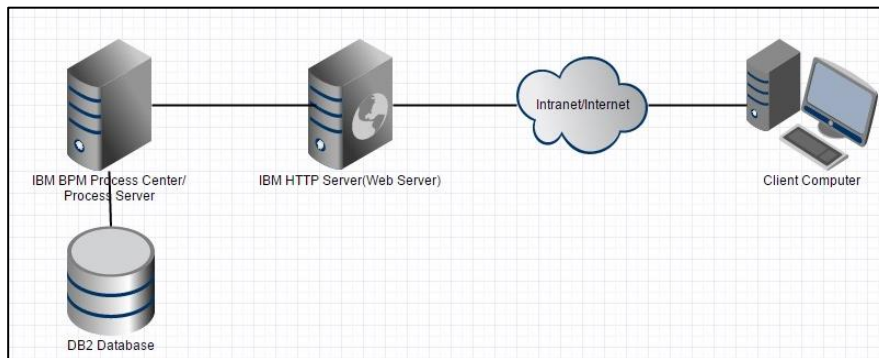 IBM BPM Process Center/
Process Server
IBM HTTP Server(Web Server)
Intranet/Internet
Client Computer
DB2 Database